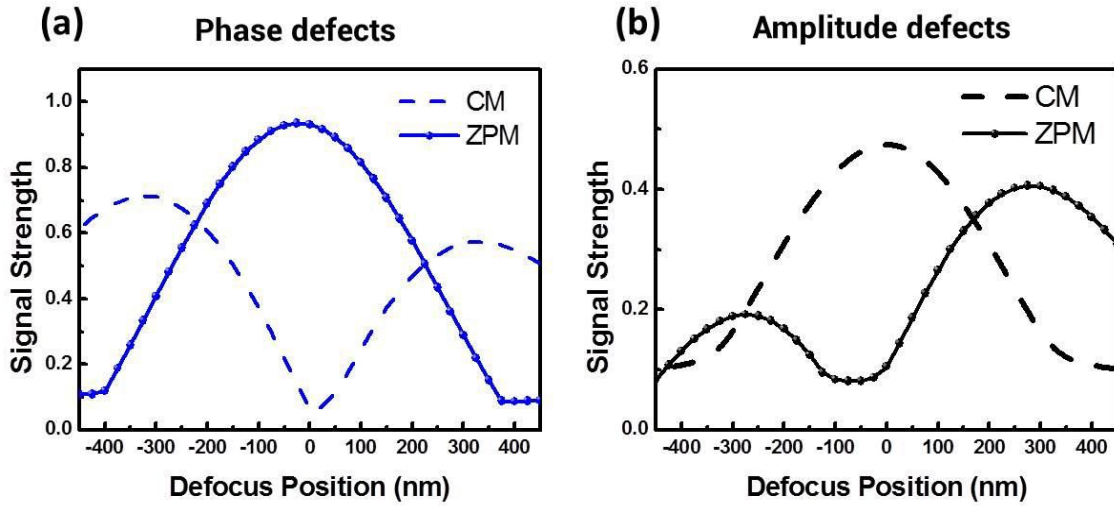 (a) Phase defects
Signal Strength
1.0
0.8
0.6
0.4
0.2
0.0
CM
ZPM
-400 -300 -200 -100 0 100 200 300 400
Defocus Position (nm)
(b) Amplitude defects
Signal Strength
0.6
0.4
0.2
0.0
CM
ZPM
-400 -300 -200 -100 0 100 200 300 400
Defocus Position (nm)